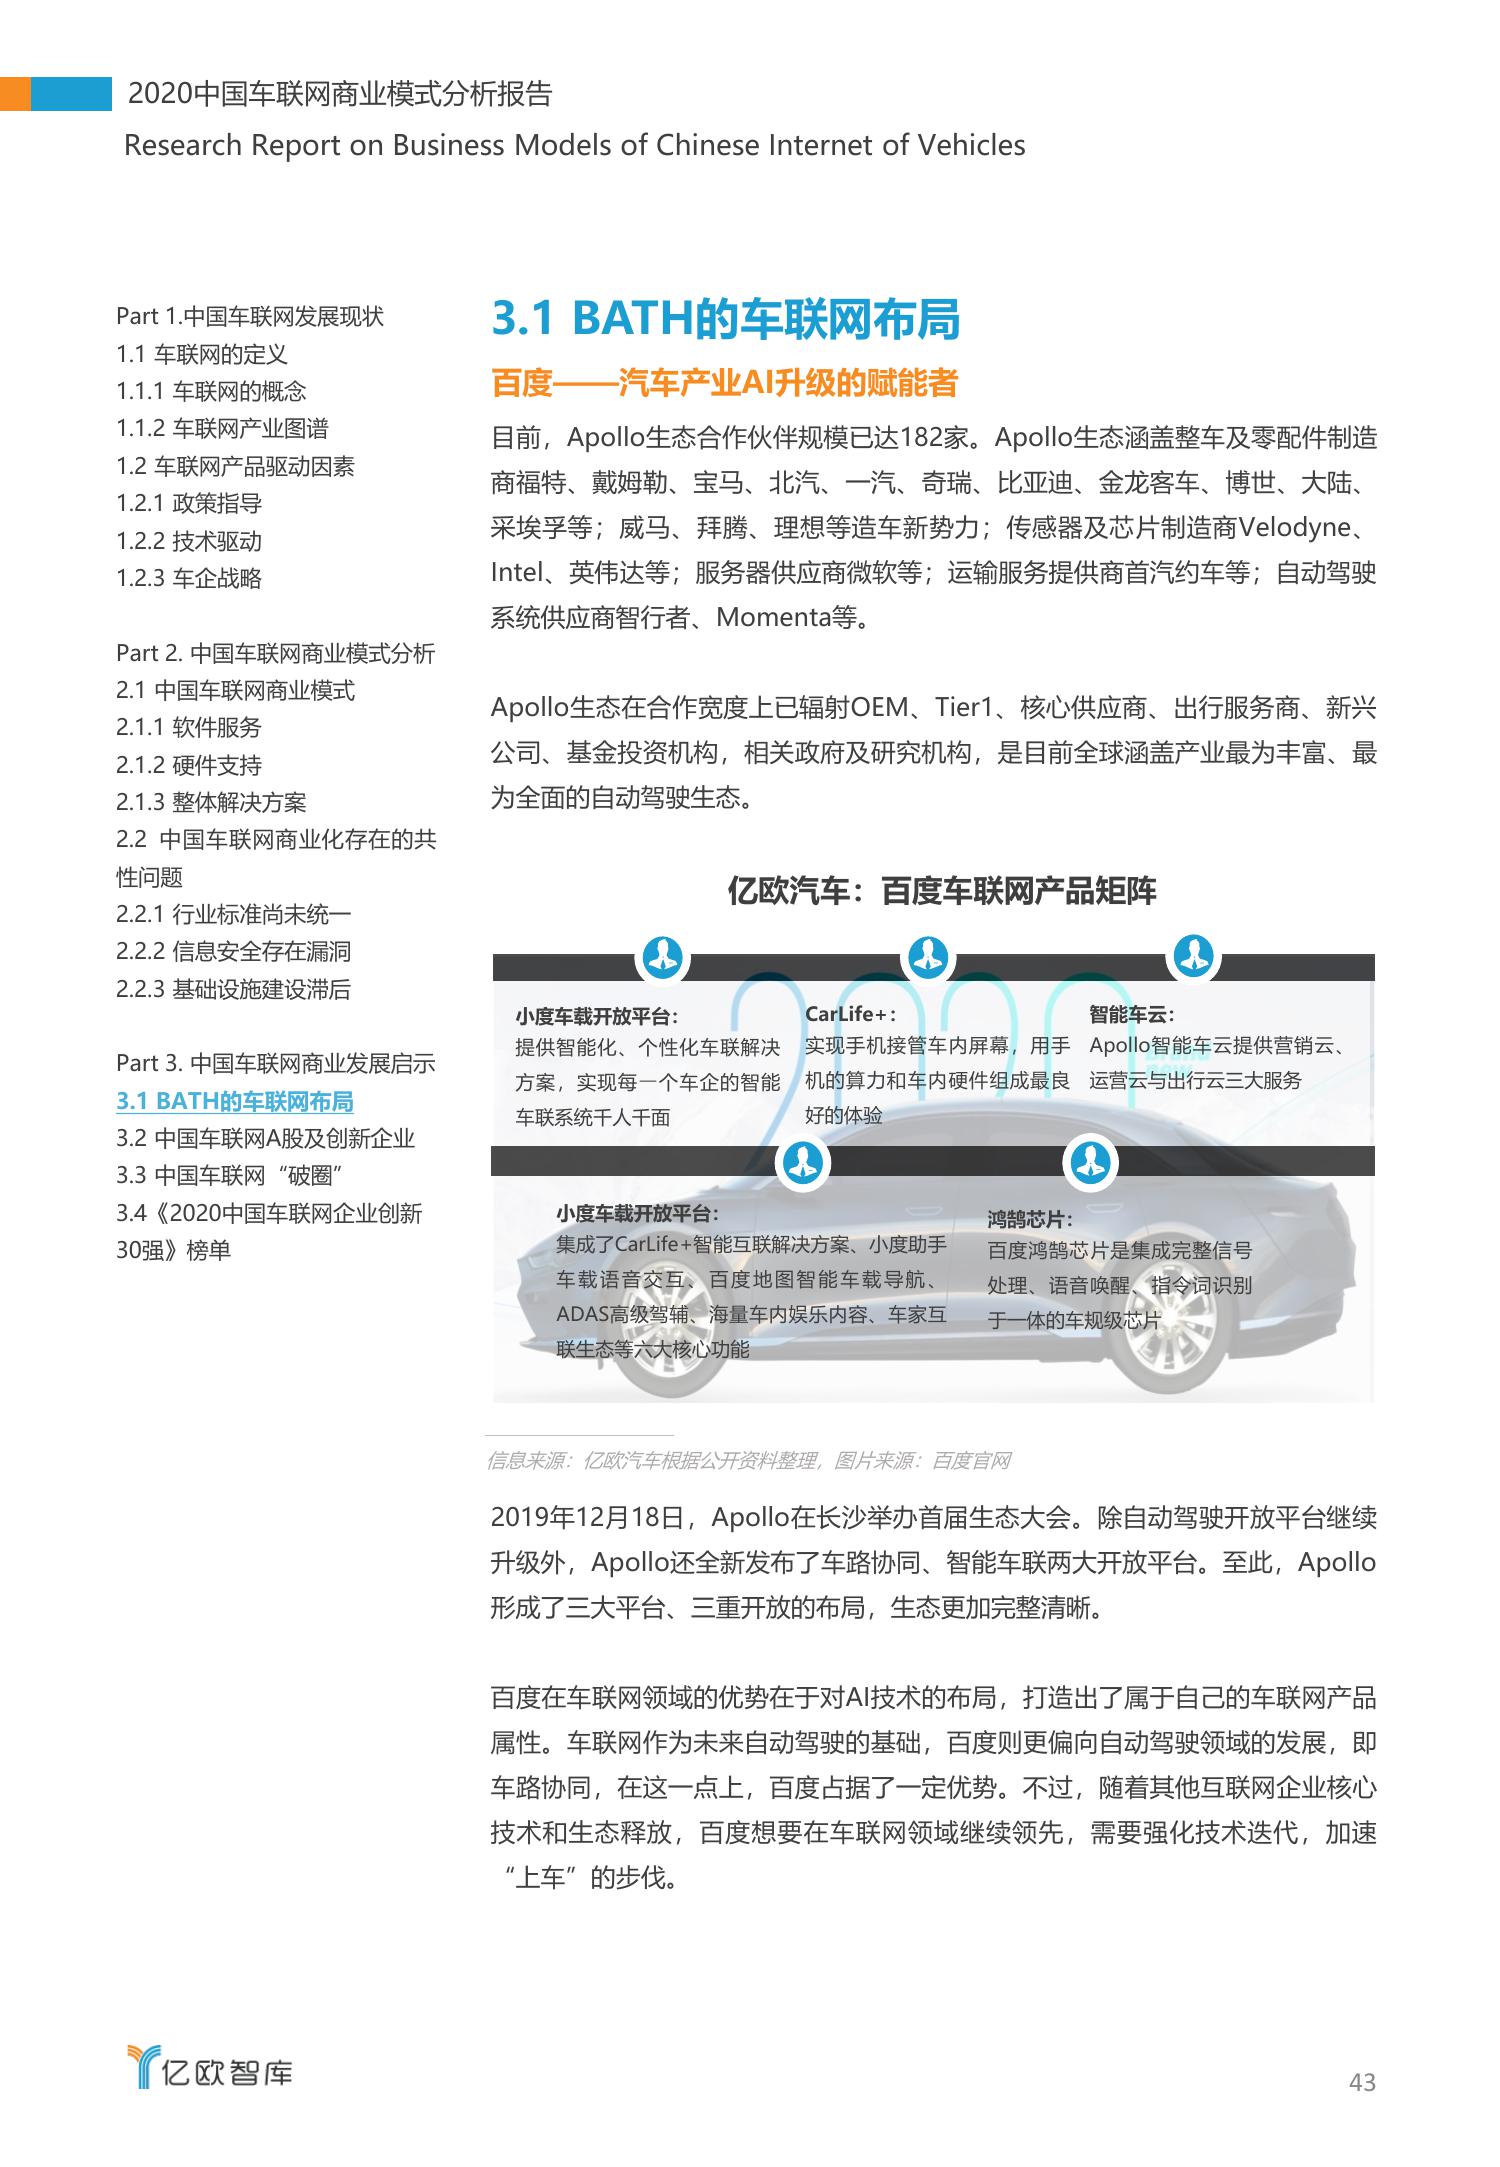 2020中国车联网商业模式分析报告
Research Report on Business Models of Chinese Internet of Vehicles
Part 1.中国车联网发展现状
1.1 车联网的定义
1.1.1 车联网的概念
1.1.2 车联网产业图谱
1.2 车联网产品驱动因素
1.2.1 政策指导
1.2.2 技术驱动
1.2.3 车企战略
Part 2. 中国车联网商业模式分析
2.1 中国车联网商业模式
2.1.1 软件服务
2.1.2 硬件支持
2.1.3 整体解决方案
2.2 中国车联网商业化存在的共
性问题
2.2.1 行业标准尚未统一
2.2.2 信息安全存在漏洞
2.2.3 基础设施建设滞后
Part 3. 中国车联网商业发展启示
3.1 BATH的车联网布局
3.2 中国车联网A股及创新企业
3.3 中国车联网“破圈”
3.4《2020中国车联网企业创新
30强》榜单
3.1 BATH的车联网布局
百度——汽车产业AI升级的赋能者
目前，Apollo生态合作伙伴规模已达182家。Apollo生态涵盖整车及零配件制造
商福特、戴姆勒、宝马、北汽、一汽、奇瑞、比亚迪、金龙客车、博世、大陆、
采埃孚等；威马、拜腾、理想等造车新势力；传感器及芯片制造商Velodyne、
Intel、英伟达等；服务器供应商微软等；运输服务提供商首汽约车等；自动驾驶
系统供应商智行者、Momenta等。
Apollo生态在合作宽度上已辐射OEM、Tier1、核心供应商、出行服务商、新兴
公司、基金投资机构，相关政府及研究机构，是目前全球涵盖产业最为丰富、最
为全面的自动驾驶生态。
亿欧汽车：百度车联网产品矩阵
2020
brand
new
小度车载开放平台：
提供智能化、个性化车联解决
方案，实现每一个车企的智能
车联系统千人千面
CarLife+：
实现手机接管车内屏幕，用手
机的算力和车内硬件组成最良
好的体验
智能车云：
Apollo智能车云提供营销云、
运营云与出行云三大服务
小度车载开放平台：
集成了CarLife+智能互联解决方案、小度助手
车载语音交互、百度地图智能车载导航、
ADAS高级驾辅、海量车内娱乐内容、车家互
联生态等六大核心功能
鸿鹄芯片：
百度鸿鹄芯片是集成完整信号
处理、语音唤醒、指令词识别
于一体的车规级芯片
信息来源：亿欧汽车根据公开资料整理，图片来源：百度官网
2019年12月18日，Apollo在长沙举办首届生态大会。除自动驾驶开放平台继续
升级外，Apollo还全新发布了车路协同、智能车联两大开放平台。至此，Apollo
形成了三大平台、三重开放的布局，生态更加完整清晰。
百度在车联网领域的优势在于对AI技术的布局，打造出了属于自己的车联网产品
属性。车联网作为未来自动驾驶的基础，百度则更偏向自动驾驶领域的发展，即
车路协同，在这一点上，百度占据了一定优势。不过，随着其他互联网企业核心
技术和生态释放，百度想要在车联网领域继续领先，需要强化技术迭代，加速
“上车”的步伐。
亿欧智库
43